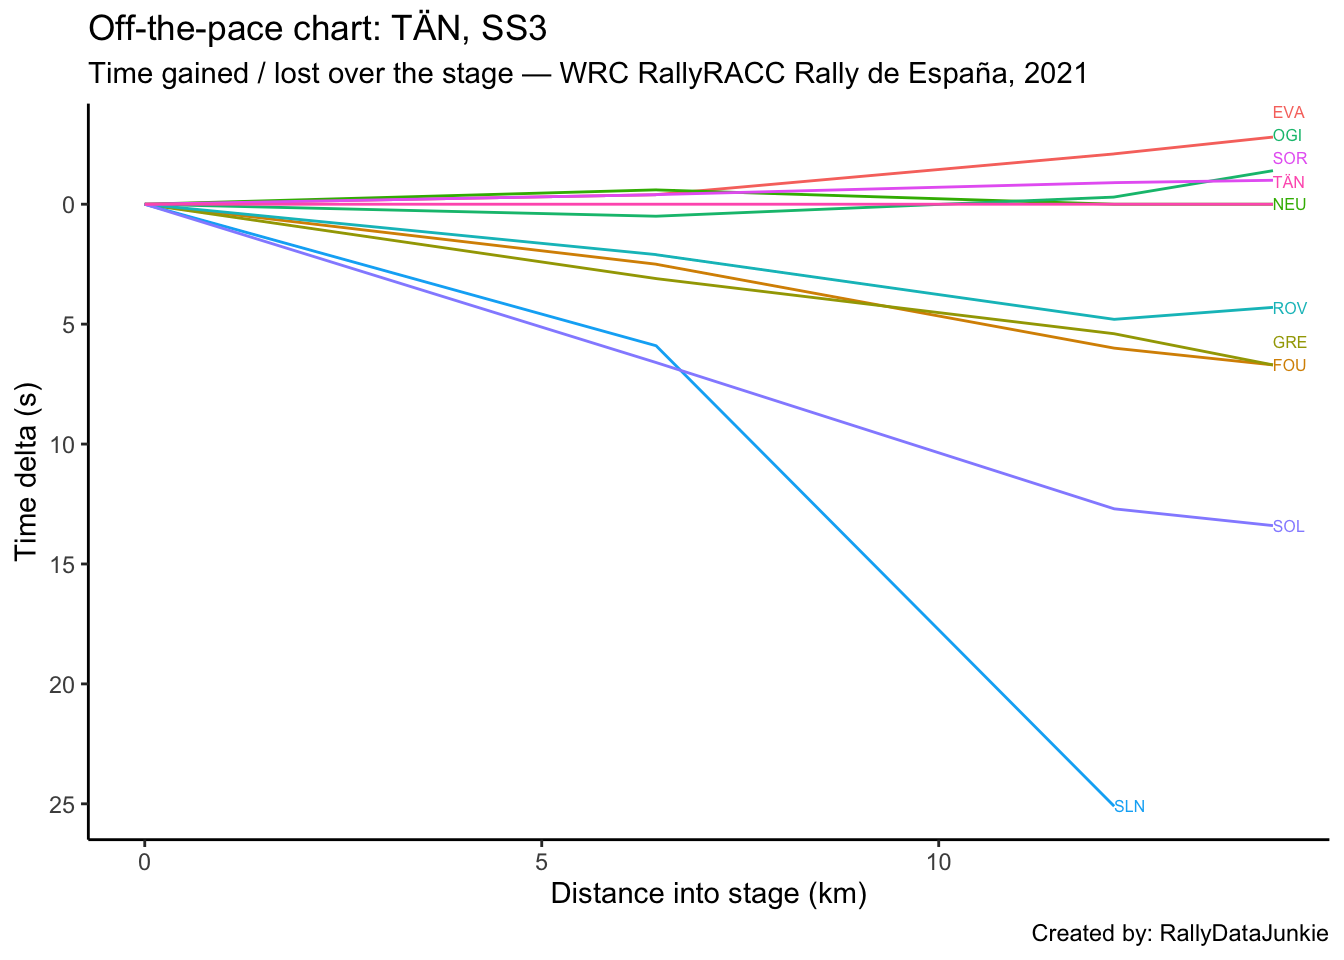 Off-the-pace chart: TÄN, SS3
Time gained / lost over the stage — WRC RallyRACC Rally de España, 2021
EVA
OGI
SOR
TÄN
NEU
ROV
GRE
FOU
SOL
SLN
0
5
10
15
20
25
Time delta (s)
0 5 10
Distance into stage (km)
Created by: RallyDataJunkie